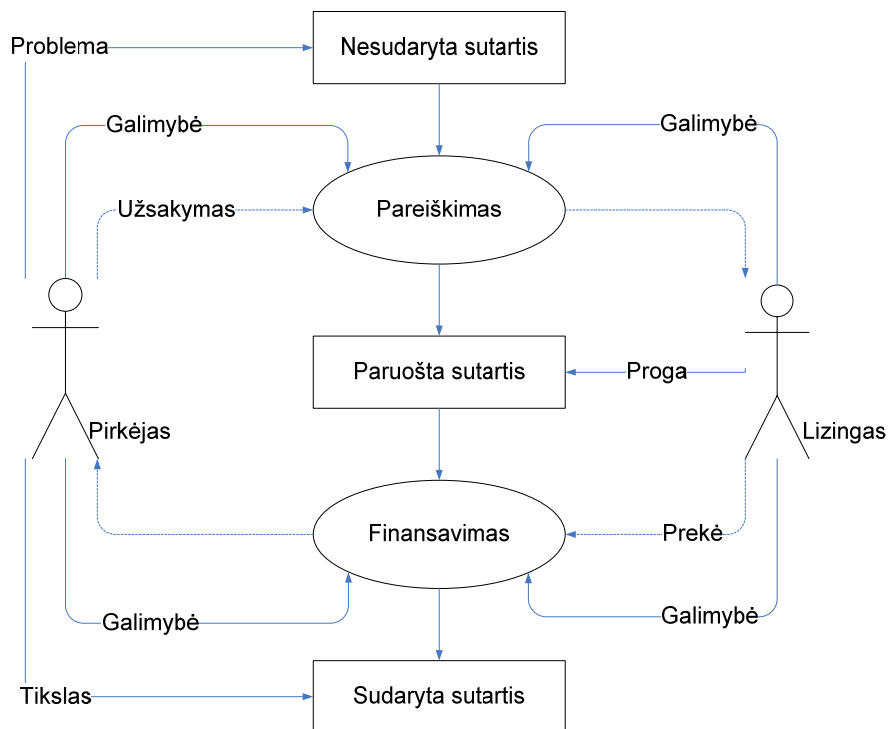 Problema
Nesudaryta sutartis
Galimybė
Galimybė
Užsakymas
Pareiškimas
Paruošta sutartis
Proga
Pirkėjas
Lizingas
Finansavimas
Prekė
Galimybė
Galimybė
Tikslas
Sudaryta sutartis